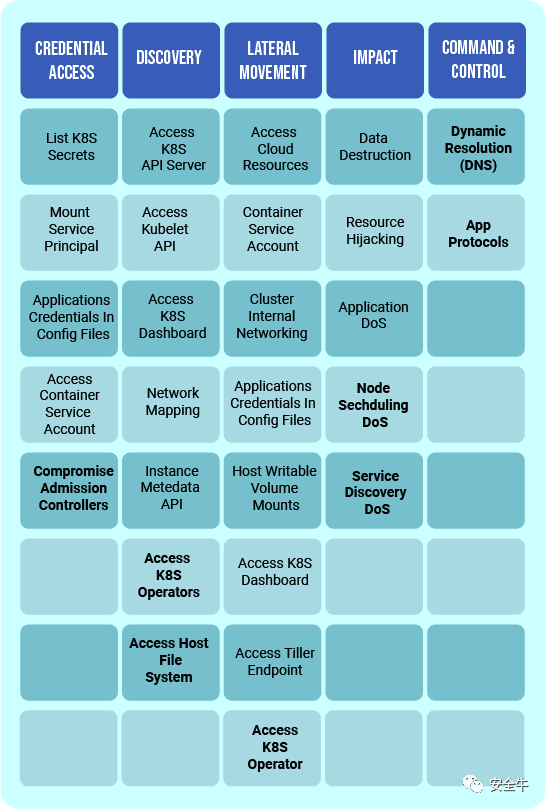 CREDENTIAL
ACCESS
DISCOVERY
LATERAL
MOVEMENT
IMPACT
COMMAND &
CONTROL
List K8S
Secrets
Access
K8S
API Server
Access
Cloud
Resources
Data
Destruction
Dynamic
Resolution
(DNS)
Mount
Service
Principal
Access
Kubelet
API
Container
Service
Account
Resource
Hijacking
App
Protocols
Applications
Credentials In
Config Files
Access
K8S
Dashboard
Cluster
Internal
Networking
Application
DoS
Access
Container
Service
Account
Network
Mapping
Applications
Credentials In
Config Files
Node
Sechduling
DoS
Compromise
Admission
Controllers
Instance
Metedata
API
Host Writable
Volume
Mounts
Service
Discovery
DoS
Access
K8S
Operators
Access K8S
Dashboard
Access Host
File
System
Access Tiller
Endpoint
Access
K8S
Operator
安全牛